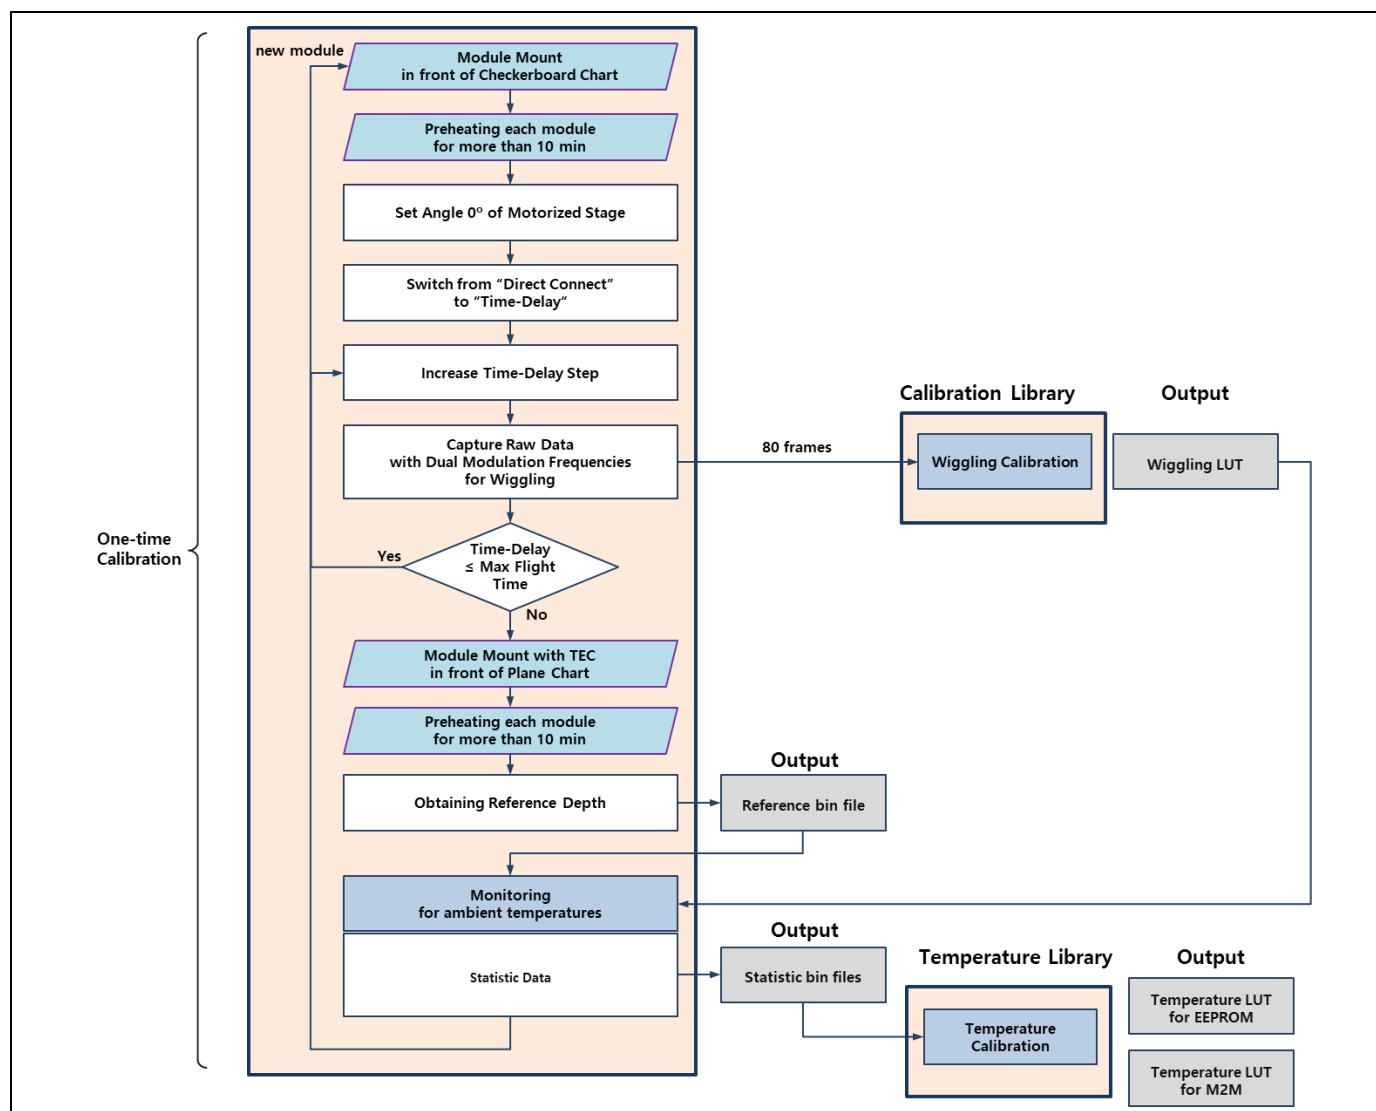 new module
Module Mount
in front of Checkerboard Chart
Preheating each module
for more than 10 min
Set Angle 0º of Motorized Stage
Switch from “Direct Connect”
to “Time-Delay“
Increase Time-Delay Step
Capture Raw Data
with Dual Modulation Frequencies
for Wiggling
80 frames
Calibration Library
Wiggling Calibration
Output
Wiggling LUT
One-time
Calibration
Yes
Time-Delay
≤ Max Flight
Time
No
Module Mount with TEC
in front of Plane Chart
Preheating each module
for more than 10 min
Obtaining Reference Depth
Output
Reference bin file
Monitoring
for ambient temperatures
Statistic Data
Output
Statistic bin files
Temperature Library
Temperature
Calibration
Output
Temperature LUT
for EEPROM
Temperature LUT
for M2M